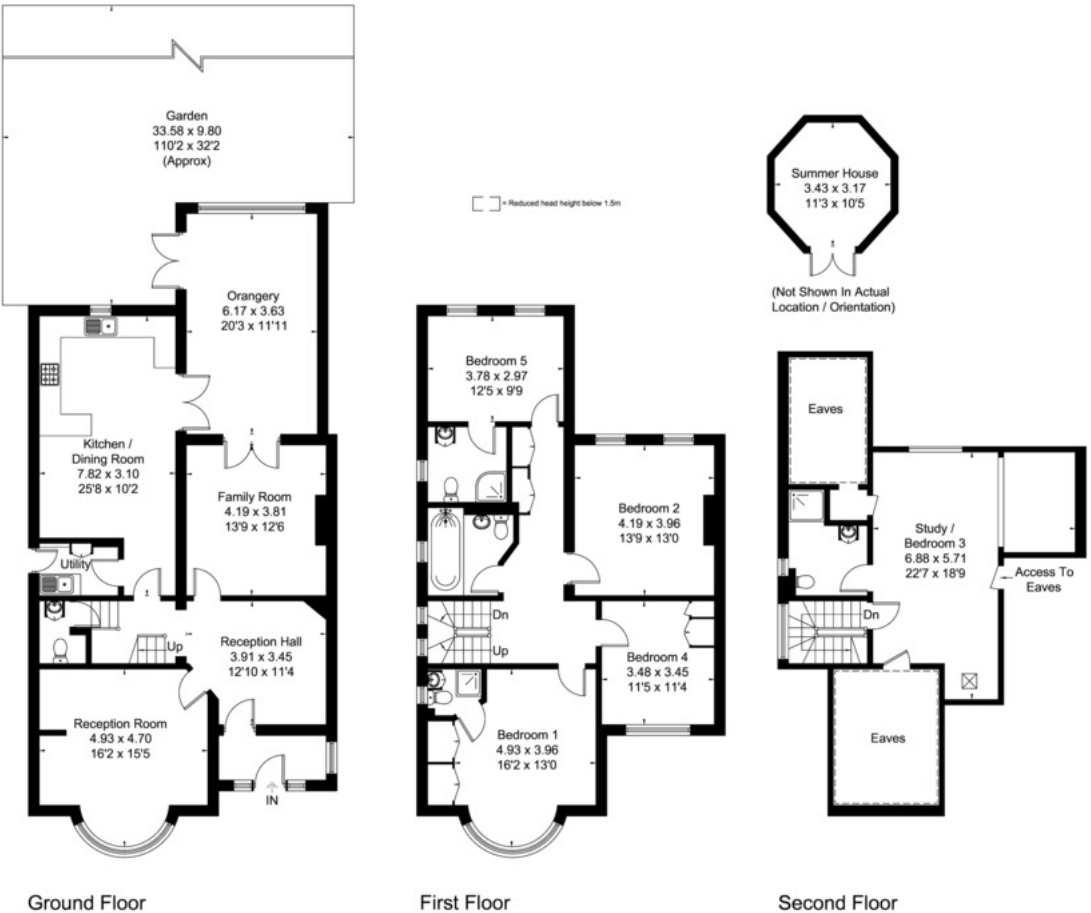 Garden
33.58 x 9.80
110'2 x 32'2
(Approx)
= Reduced head height below 1.5m
Summer House
3.43 x 3.17
11'3 x 10'5
(Not Shown In Actual
Location / Orientation)
Orangery
6.17 x 3.63
20'3 x 11'11
Kitchen /
Dining Room
7.82 x 3.10
25'8 x 10'2
Family Room
4.19 x 3.81
13'9 x 12'6
Utility
Up
Reception Hall
3.91 x 3.45
12'10 x 11'4
Reception Room
4.93 x 4.70
16'2 x 15'5
IN
Ground Floor
Bedroom 5
3.78 x 2.97
12'5 x 9'9
Bedroom 2
4.19 x 3.96
13'9 x 13'0
Dn
Up
Bedroom 4
3.48 x 3.45
11'5 x 11'4
Bedroom 1
4.93 x 3.96
16'2 x 13'0
First Floor
Eaves
Study /
Bedroom 3
6.88 x 5.71
22'7 x 18'9
Access To
Eaves
Dn
Eaves
Second Floor